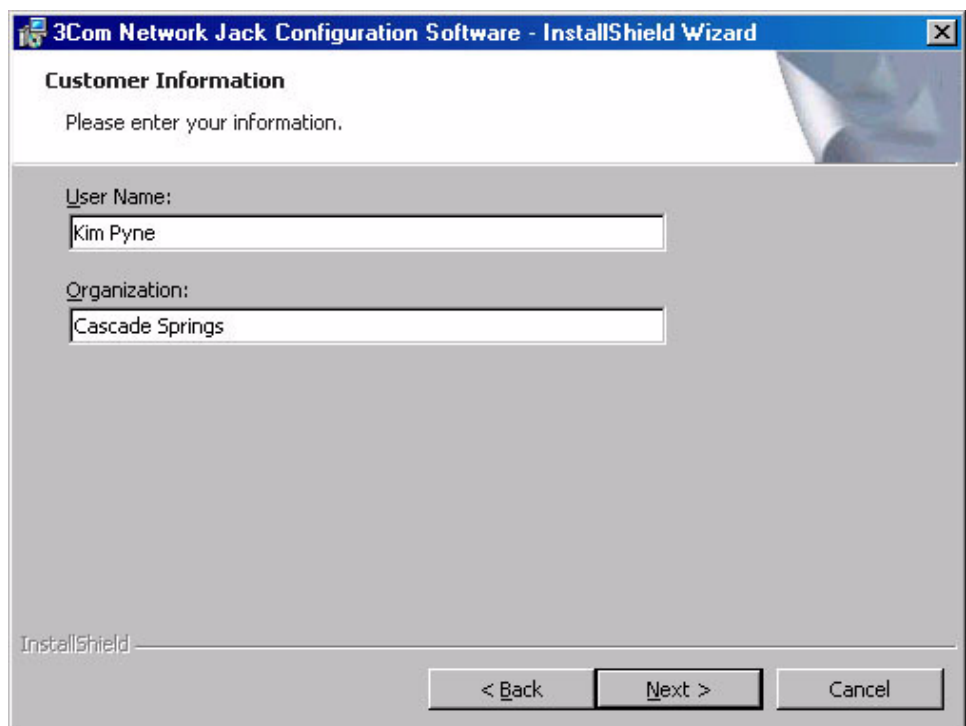 3Com Network Jack Configuration Software - InstallShield Wizard
Customer Information
Please enter your information.
User Name:
Kim Pyne
Organization:
Cascade Springs
InstallShield
< Back
Next >
Cancel